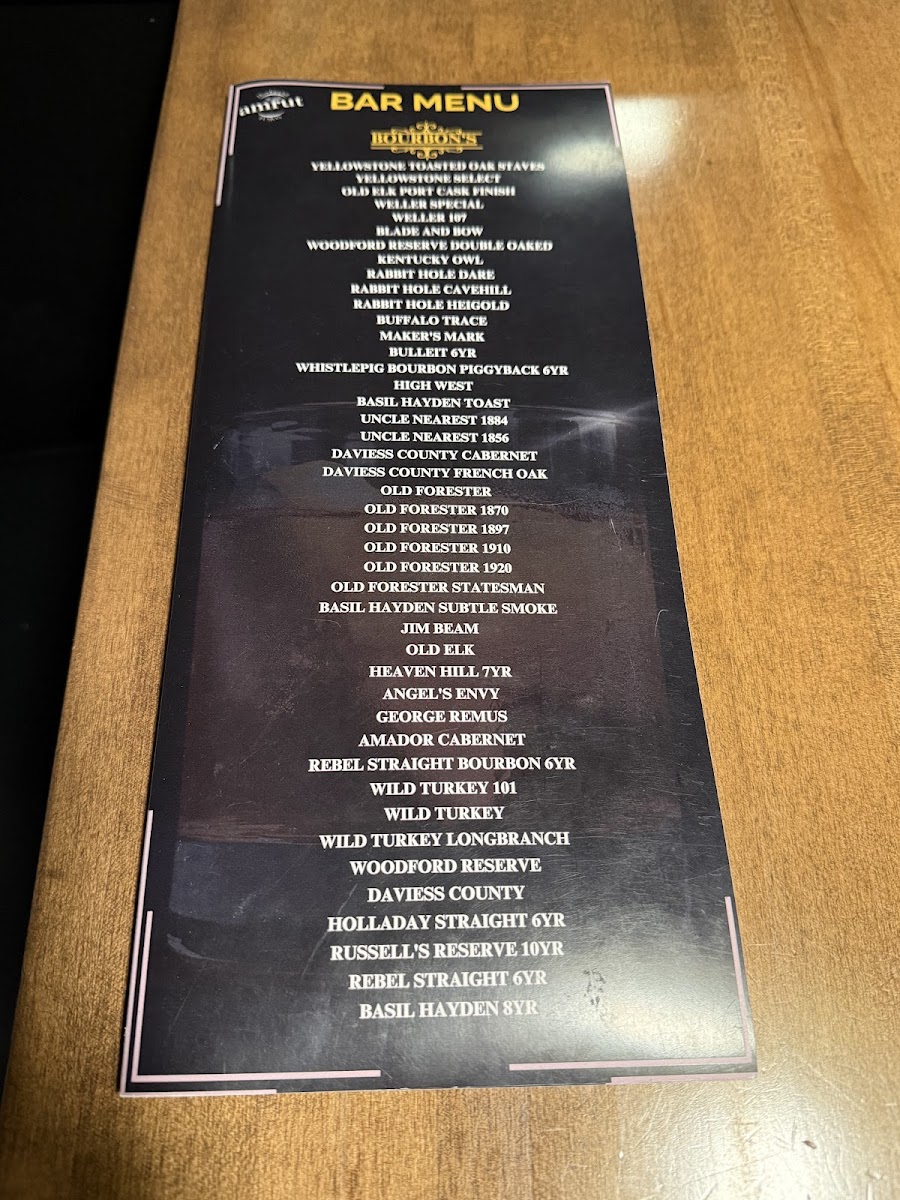 amrut
BAR MENU
BOURBON'S
YELLOWSTONE TOASTED OAK STAVES
YELLOWSTONE SELECT
OLD ELK PORT CASK FINISH
WELLER SPECIAL
WELLER 107
BLADE AND BOW
WOODFORD RESERVE DOUBLE OAKED
KENTUCKY OWL
RABBIT HOLE DARE
RABBIT HOLE CAVEHILL
RABBIT HOLE HEIGOLD
BUFFALO TRACE
MAKER'S MARK
BULLEIT 6YR
WHISTLEPIG BOURBON PIGGYBACK 6YR
HIGH WEST
BASIL HAYDEN TOAST
UNCLE NEAREST 1884
UNCLE NEAREST 1856
DAVIESS COUNTY CABERNET
DAVIESS COUNTY FRENCH OAK
OLD FORESTER
OLD FORESTER 1870
OLD FORESTER 1897
OLD FORESTER 1910
OLD FORESTER 1920
OLD FORESTER STATESMAN
BASIL HAYDEN SUBTLE SMOKE
JIM BEAM
OLD ELK
HEAVEN HILL 7YR
ANGEL'S ENVY
GEORGE REMUS
AMADOR CABERNET
REBEL STRAIGHT BOURBON 6YR
WILD TURKEY 101
WILD TURKEY
WILD TURKEY LONGBRANCH
WOODFORD RESERVE
DAVIESS COUNTY
HOLLADAY STRAIGHT 6YR
RUSSELL'S RESERVE 10YR
REBEL STRAIGHT 6YR
BASIL HAYDEN 8YR